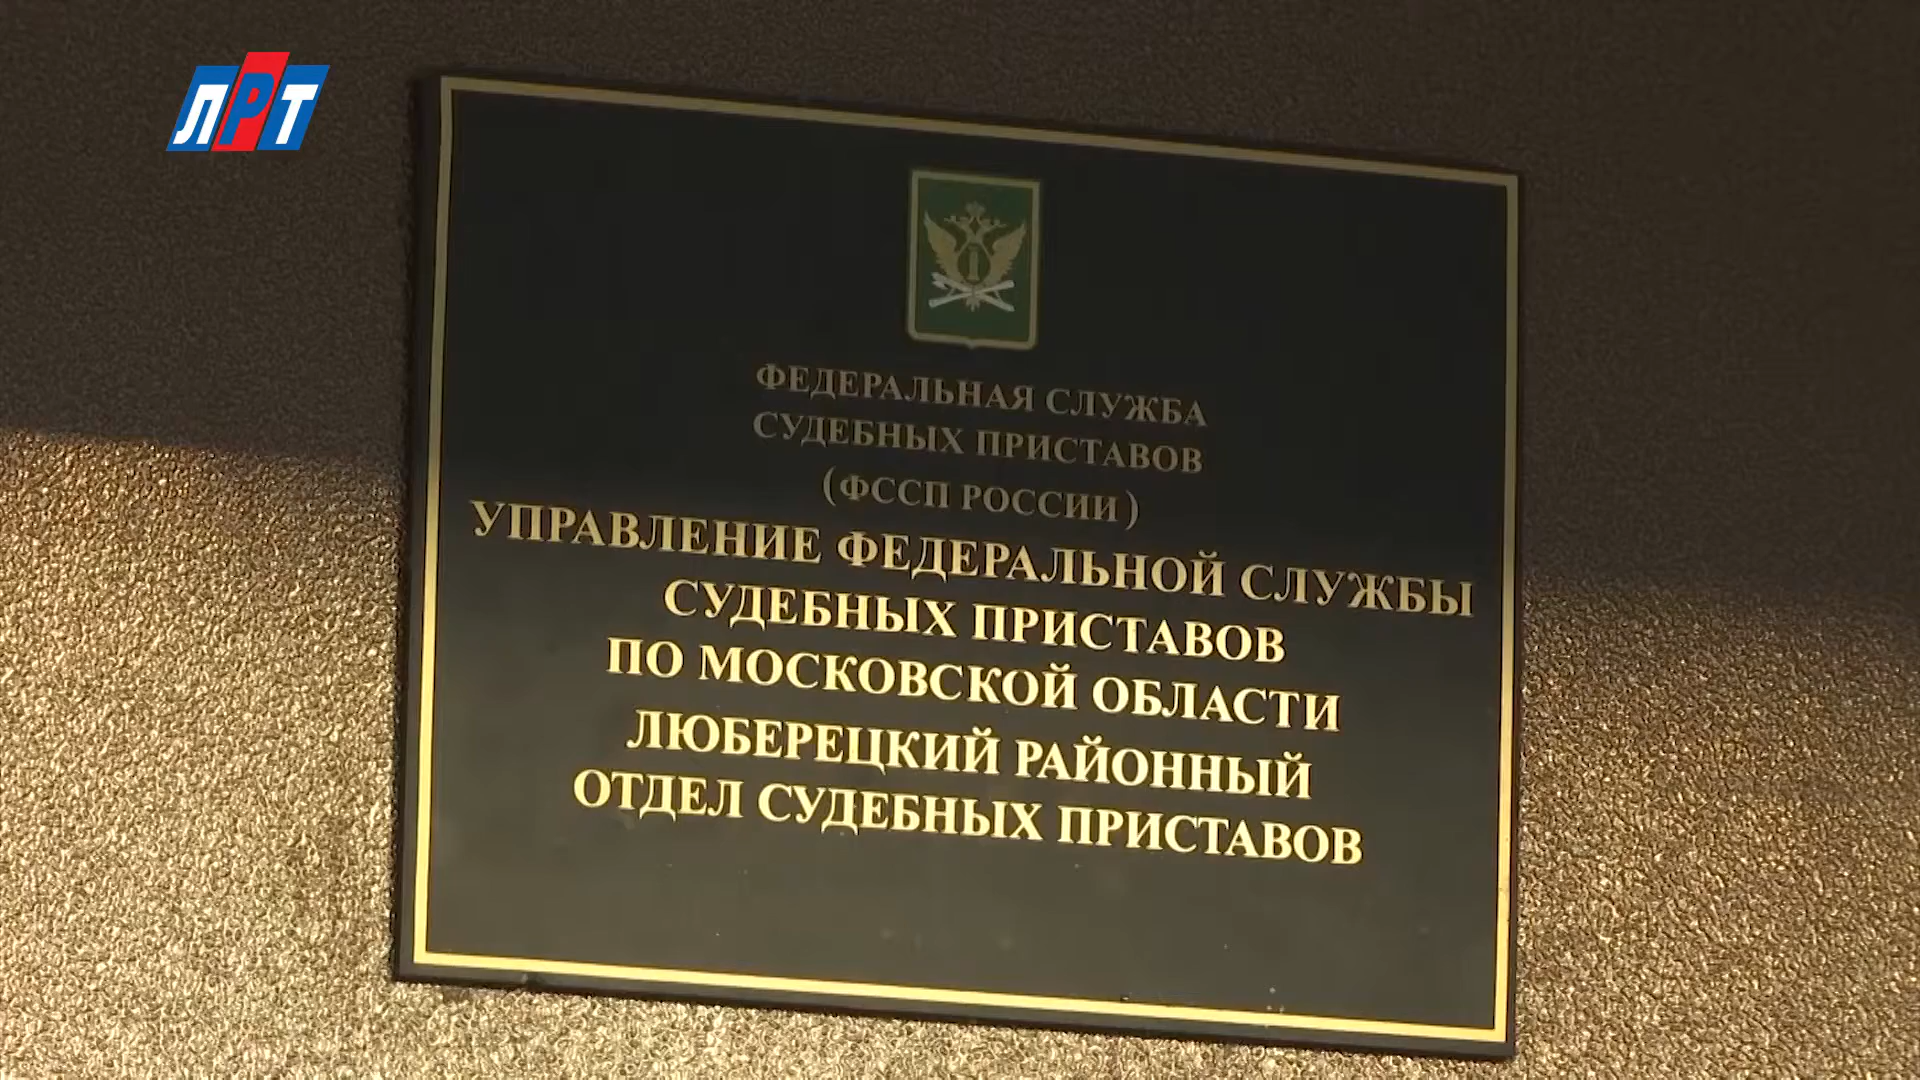 ЛРТ
ФЕДЕРАЛЬНАЯ СЛУЖБА
СУДЕБНЫХ ПРИСТАВОВ
(ФССП РОССИИ)
УПРАВЛЕНИЕ ФЕДЕРАЛЬНОЙ СЛУЖБЫ
СУДЕБНЫХ ПРИСТАВОВ
ПО МОСКОВСКОЙ ОБЛАСТИ
ЛЮБЕРЕЦКИЙ РАЙОННЫЙ
ОТДЕЛ СУДЕБНЫХ ПРИСТАВОВ